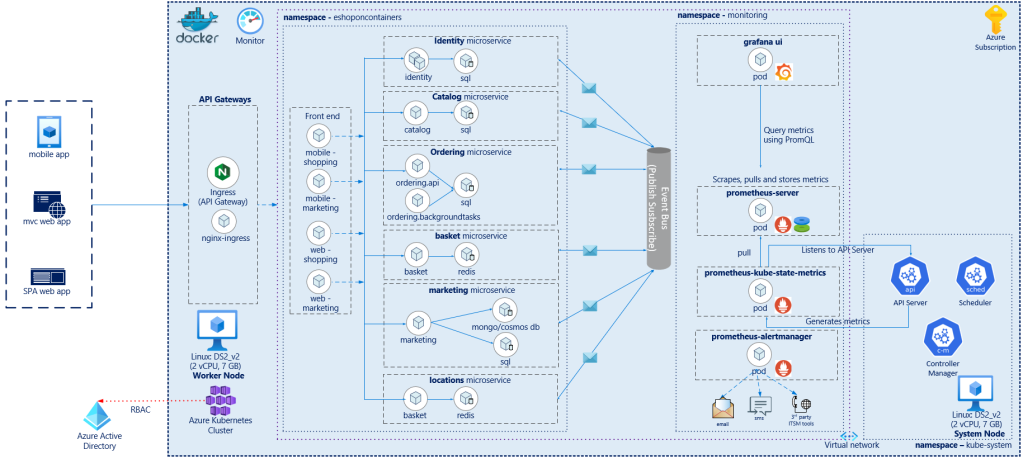 docker
Monitor
namespace - eshoponcontainers
namespace - monitoring
Azure
Subscription
API Gateways
Ingress
(API Gateway)
nginx-ingress
mobile app
mvc web app
SPA web app
Front end
mobile -
shopping
mobile -
marketing
web -
shopping
web -
marketing
Identity microservice
identity
sql
Catalog microservice
catalog
sql
Ordering microservice
ordering.api
sql
ordering.backgroundtasks
basket microservice
basket
redis
marketing microservice
mongo/cosmos db
marketing
sql
locations microservice
basket
redis
Event Bus
(Publish Susbscribe)
grafana ui
pod
Query metrics
using PromQL
Scrapes, pulls and stores metrics
prometheus-server
pod
pull
Listens to API Server
prometheus-kube-state-metrics
pod
Generates metrics
prometheus-alertmanager
pod
email
sms
3rd party
ITSM tools
api
API Server
sched
Scheduler
c-m
Controller
Manager
Linuxc DS2_v2
(2 vCPU, 7 GB)
System Node
namespace – kube-system
Virtual network
Linuxc DS2_v2
(2 vCPU, 7 GB)
Worker Node
Azure Kubernetes
Cluster
RBAC
Azure Active
Directory